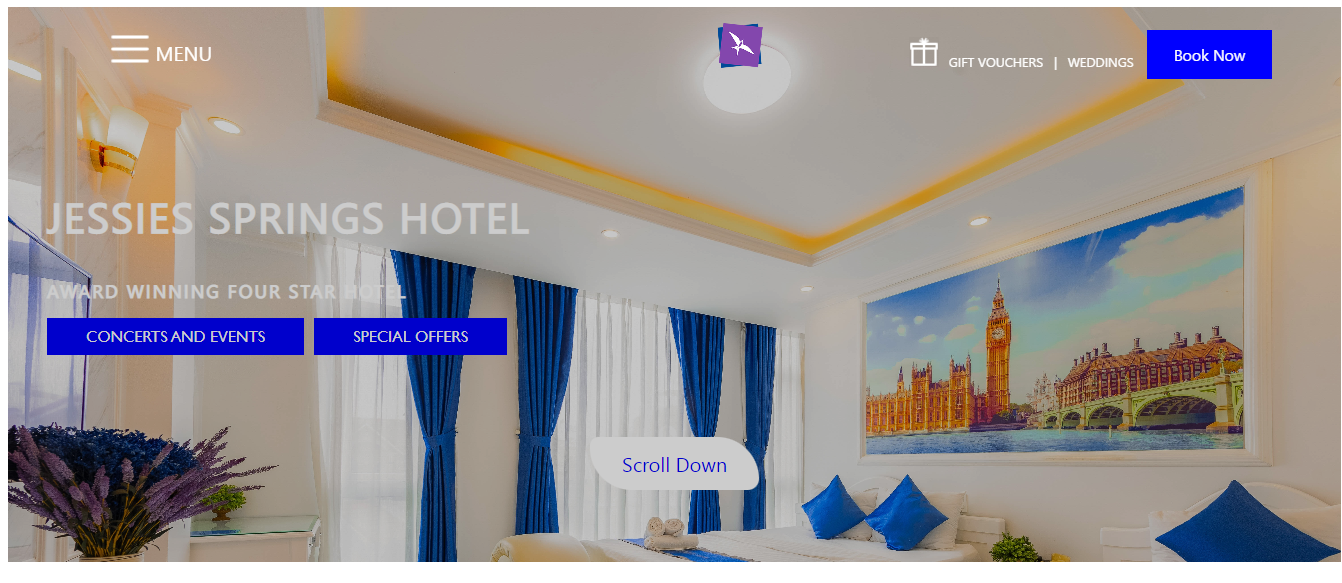 MENU
GIFT VOUCHERS | WEDDINGS
Book Now
JESSIES SPRINGS HOTEL
AWARD WINNING FOUR STAR HOTEL
CONCERTS AND EVENTS
SPECIAL OFFERS
Scroll Down